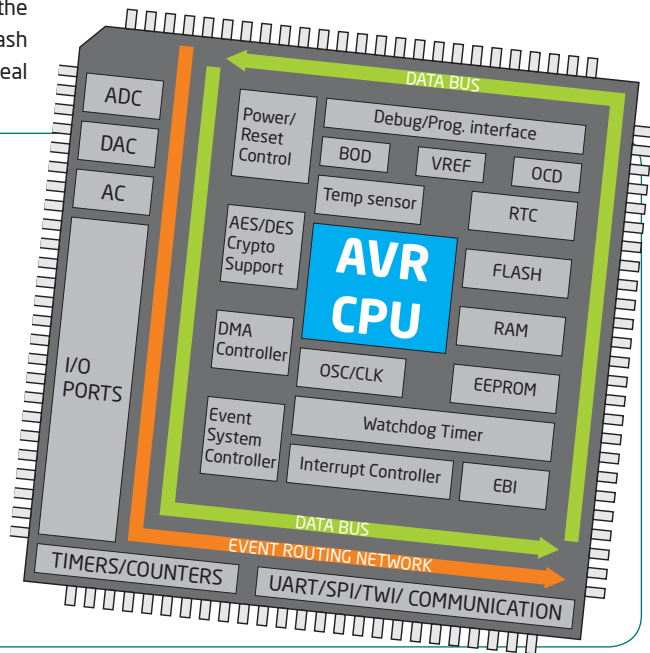 the
ash
eal
DATA BUS
ADC
DAC
AC
I/O
PORTS
Power/
Reset
Control
Debug/Prog. interface
BOD
VREF
OCD
Temp sensor
RTC
AES/DES
Crypto
Support
AVR
CPU
FLASH
RAM
DMA
Controller
OSC/CLK
EEPROM
Event
System
Controller
Watchdog Timer
Interrupt Controller
EBI
DATA BUS
EVENT ROUTING NETWORK
TIMERS/COUNTERS
UART/SPI/TWI/ COMMUNICATION